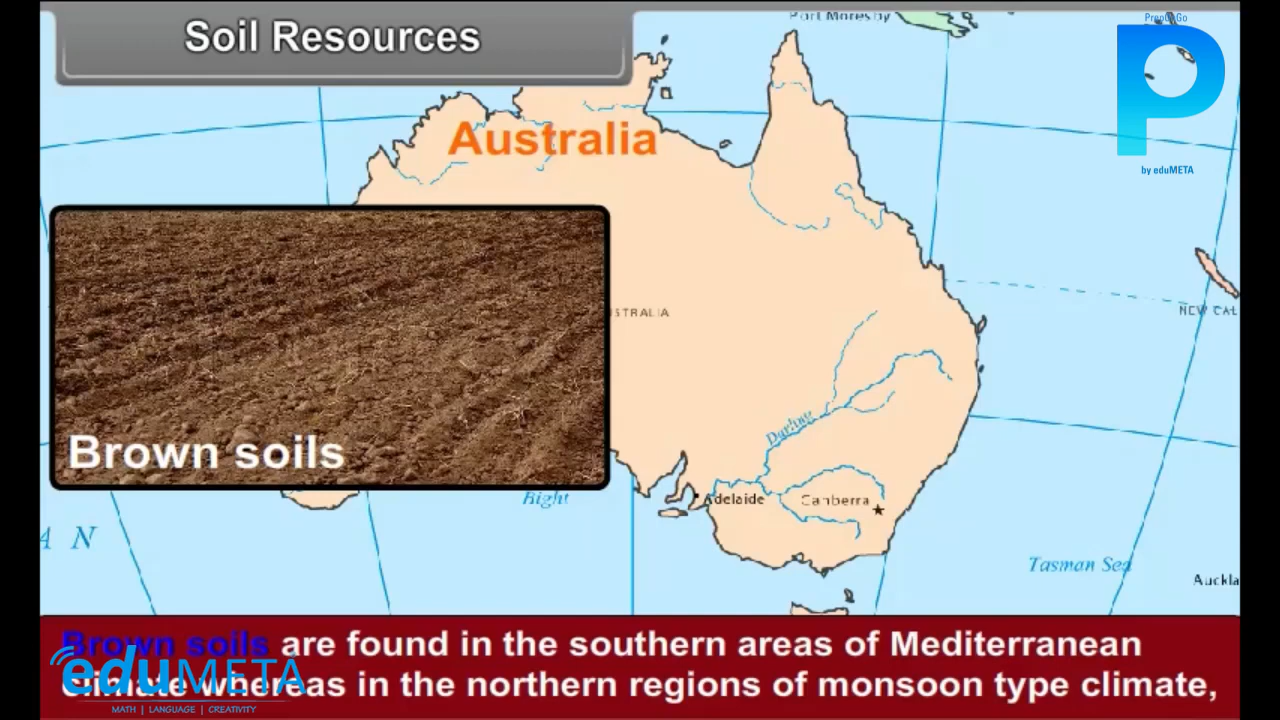 Port Moresby
Soil Resources
by eduMETA
Australia
NEW CAL
Brown soils
Darling
Adelaide
Canberra
Bight
A N
Tasman Sea
Auckla
Brown soils are found in the southern areas of Mediterranean
climate whereas in the northern regions of monsoon type climate,
eduMETA
MATH | LANGUAGE | CREATIVITY